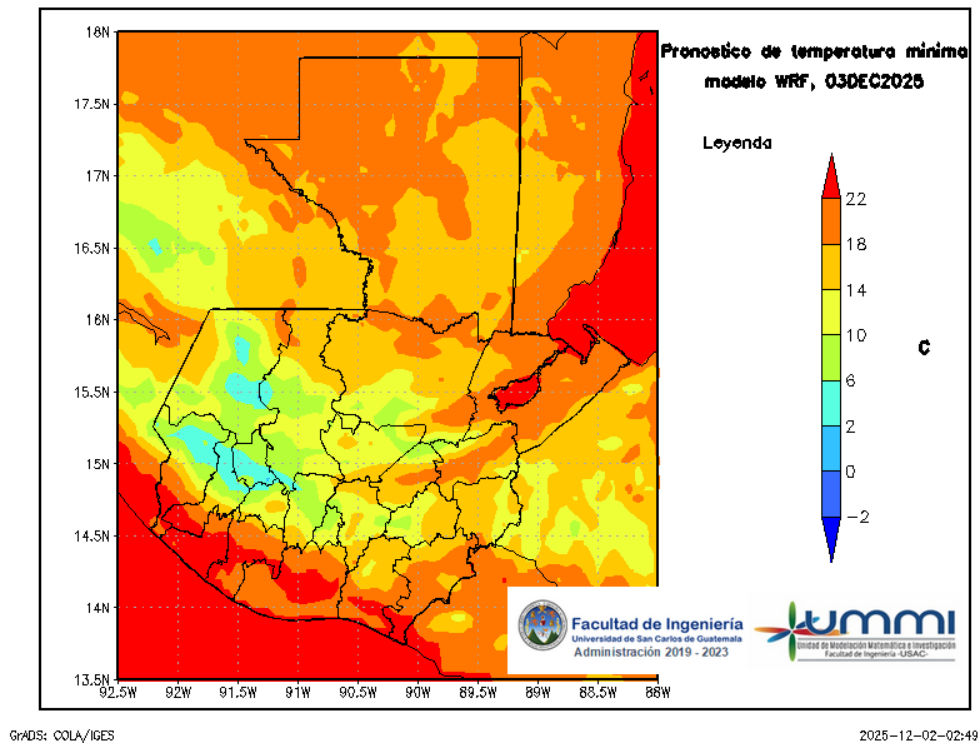 Pronostico de temperatura minima
modelo WRF, 03DEC2025
Leyenda
22
18
14
10
6
2
0
−2
C
18N
17.5N
17N
16.5N
16N
15.5N
15N
14.5N
14N
13.5N
92.5W 92W 91.5W 91W 90.5W 90W 89.5W 89W 88.5W 88W
Facultad de Ingeniería
Universidad de San Carlos de Guatemala
Administración 2019 - 2023
ummi
Unidad de Modelación Matemática e Investigación
Facultad de Ingeniería -USAC-
GrADS: COLA/IGES
2025-12-02-02:49